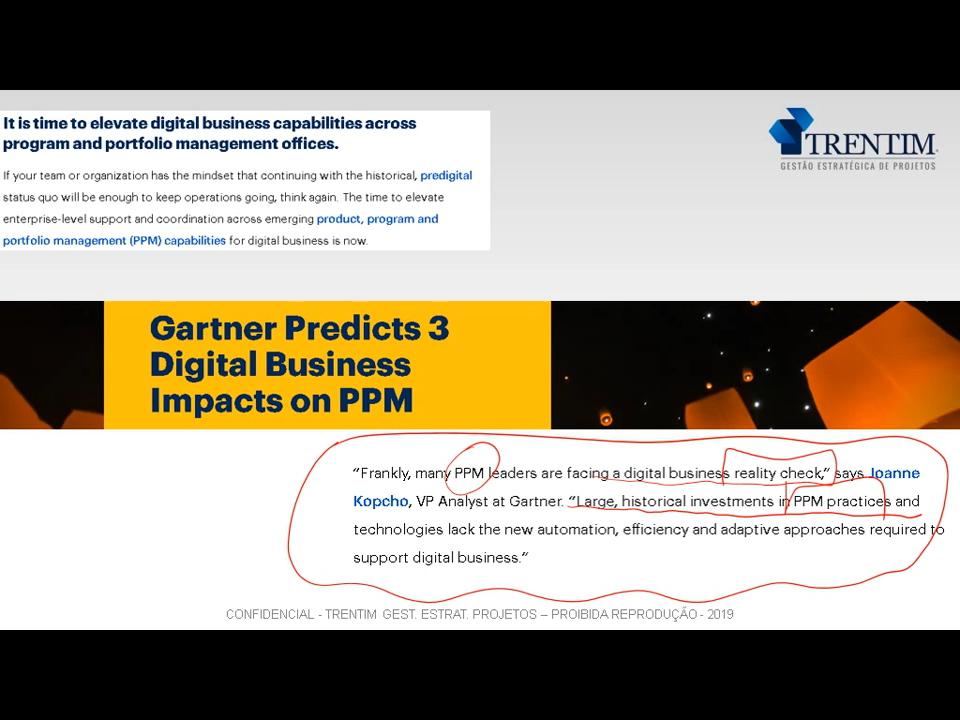 It is time to elevate digital business capabilities across
program and portfolio management offices.
If your team or organization has the mindset that continuing with the historical, predigital
status quo will be enough to keep operations going, think again. The time to elevate
enterprise-level support and coordination across emerging product, program and
portfolio management (PPM) capabilities for digital business is now.
TRENTIM
GESTÃO ESTRATÉGICA DE PROJETOS
Gartner Predicts 3
Digital Business
Impacts on PPM
“Frankly, many PPM leaders are facing a digital business reality check,” says Joanne
Kopcho, VP Analyst at Gartner. “Large, historical investments in PPM practices and
technologies lack the new automation, efficiency and adaptive approaches required to
support digital business.”
CONFIDENCIAL - TRENTIM GEST. ESTRAT. PROJETOS – PROIBIDA REPRODUÇÃO - 2019